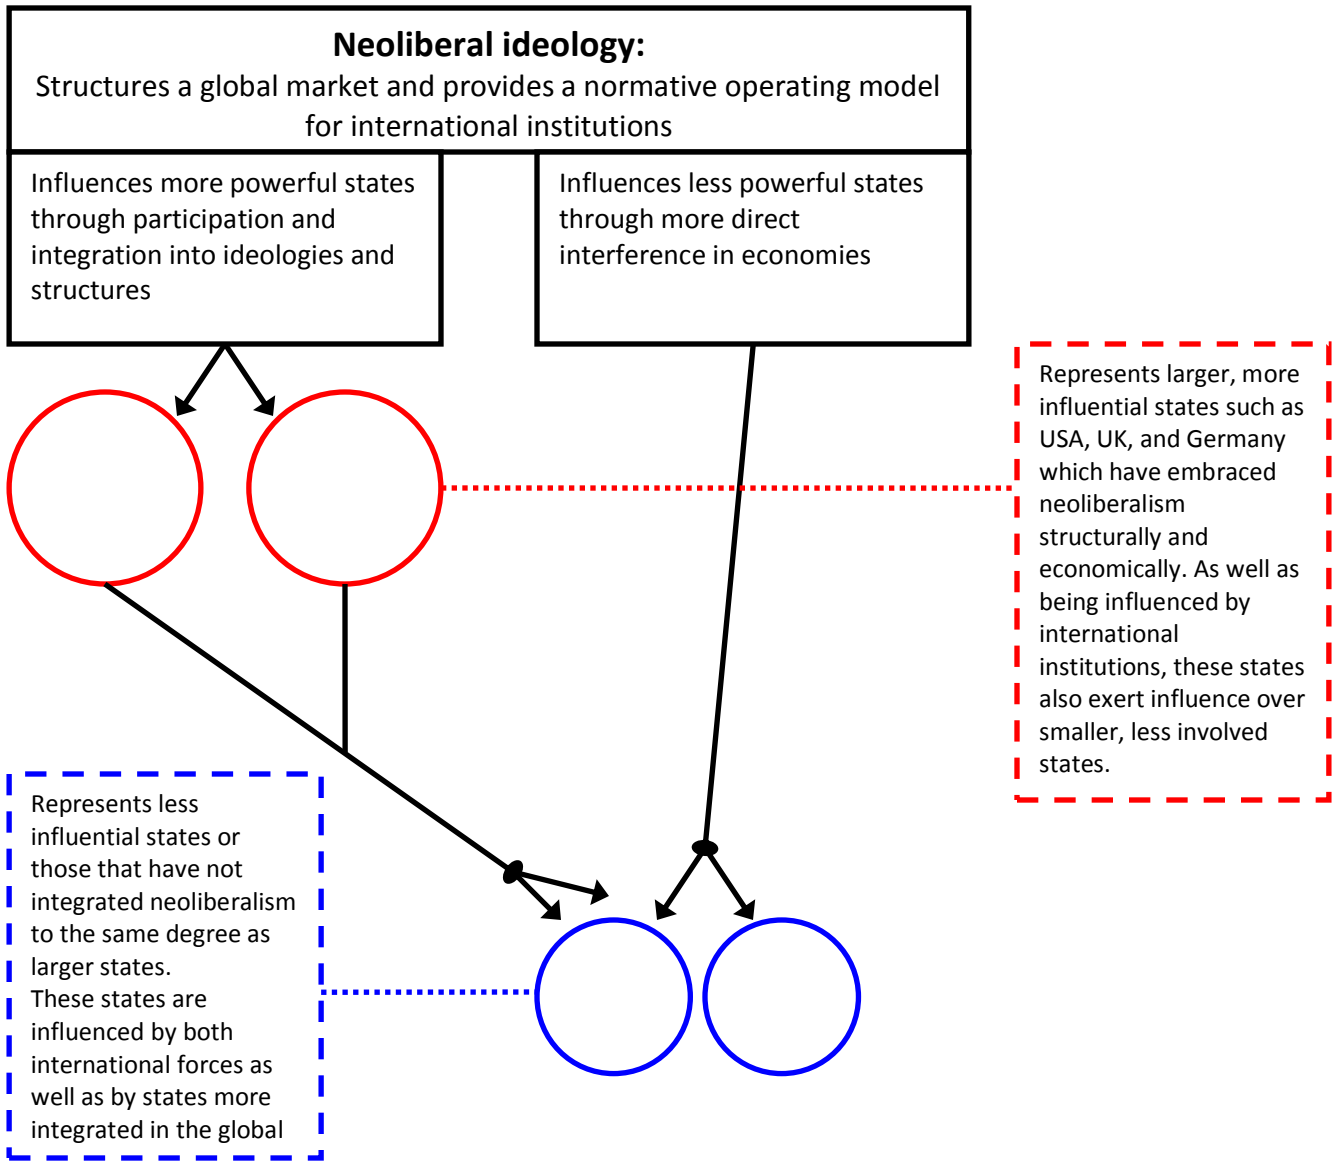 Neoliberal ideology:
Structures a global market and provides a normative operating model
for international institutions
Influences more powerful states
through participation and
integration into ideologies and
structures
Influences less powerful states
through more direct
interference in economies
Represents larger, more
influential states such as
USA, UK, and Germany
which have embraced
neoliberalism
structurally and
economically. As well as
being influenced by
international
institutions, these states
also exert influence over
smaller, less involved
states.
Represents less
influential states or
those that have not
integrated neoliberalism
to the same degree as
larger states.
These states are
influenced by both
international forces as
well as by states more
integrated in the global